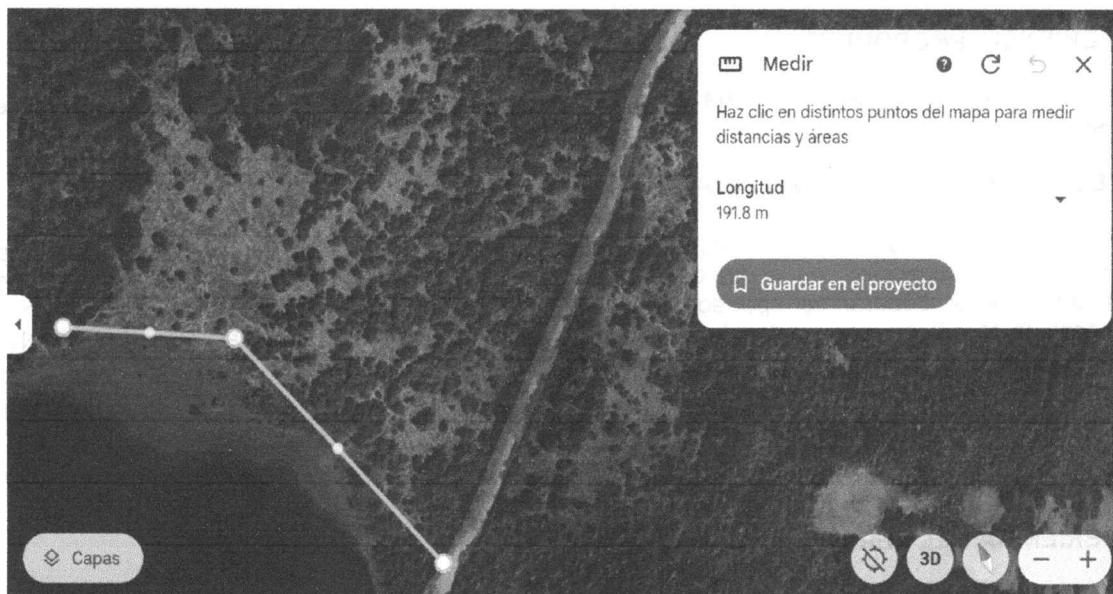 Medir
Haz clic en distintos puntos del mapa para medir
distancias y áreas
Longitud
191.8 m
Guardar en el proyecto
Capas
3D